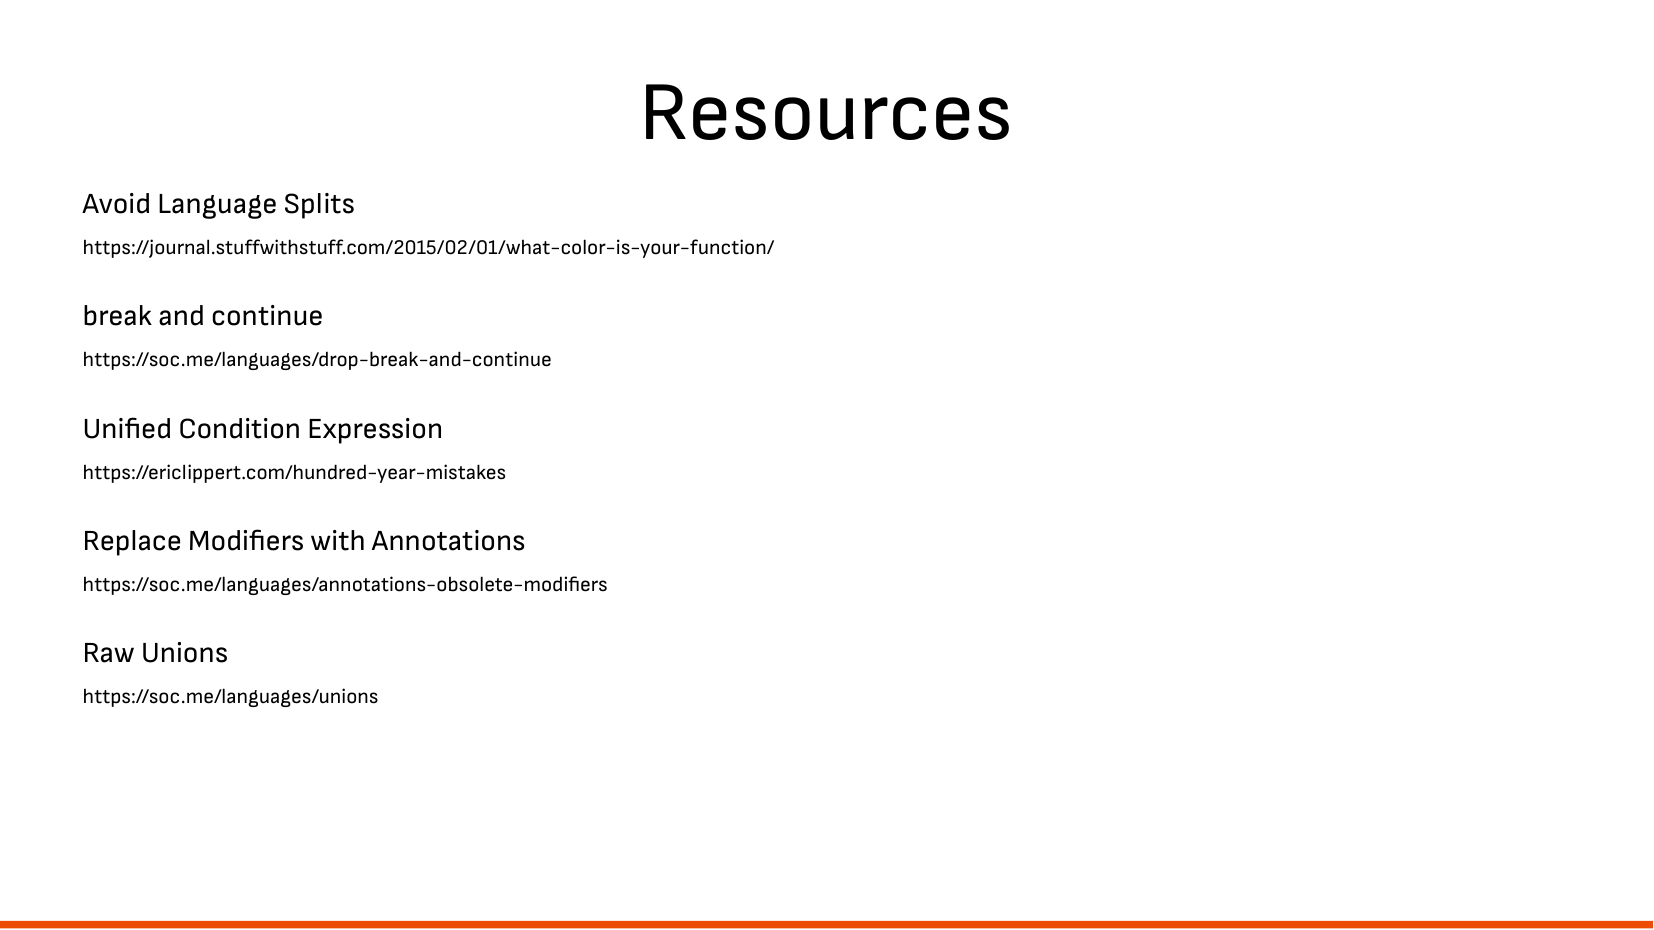 Resources
Avoid Language Splits
https://journal.stuffwithstuff.com/2015/02/01/what-color-is-your-function/
break and continue
https://soc.me/languages/drop-break-and-continue
Unified Condition Expression
https://ericlippert.com/hundred-year-mistakes
Replace Modifiers with Annotations
https://soc.me/languages/annotations-obsolete-modifiers
Raw Unions
https://soc.me/languages/unions